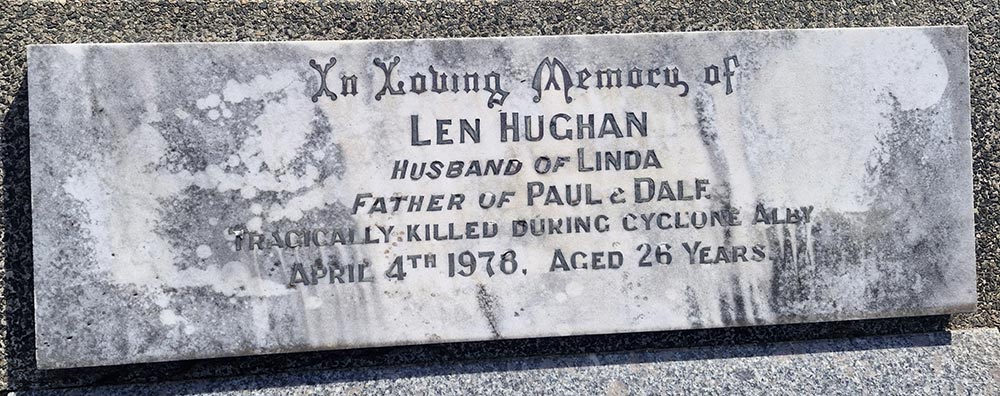 In Loving Memory of
LEN HUGHAN
HUSBAND OF LINDA
FATHER OF PAUL & DALE
TRAGICALLY KILLED DURING CYCLONE ALBY
APRIL 4TH 1978, AGED 26 YEARS.